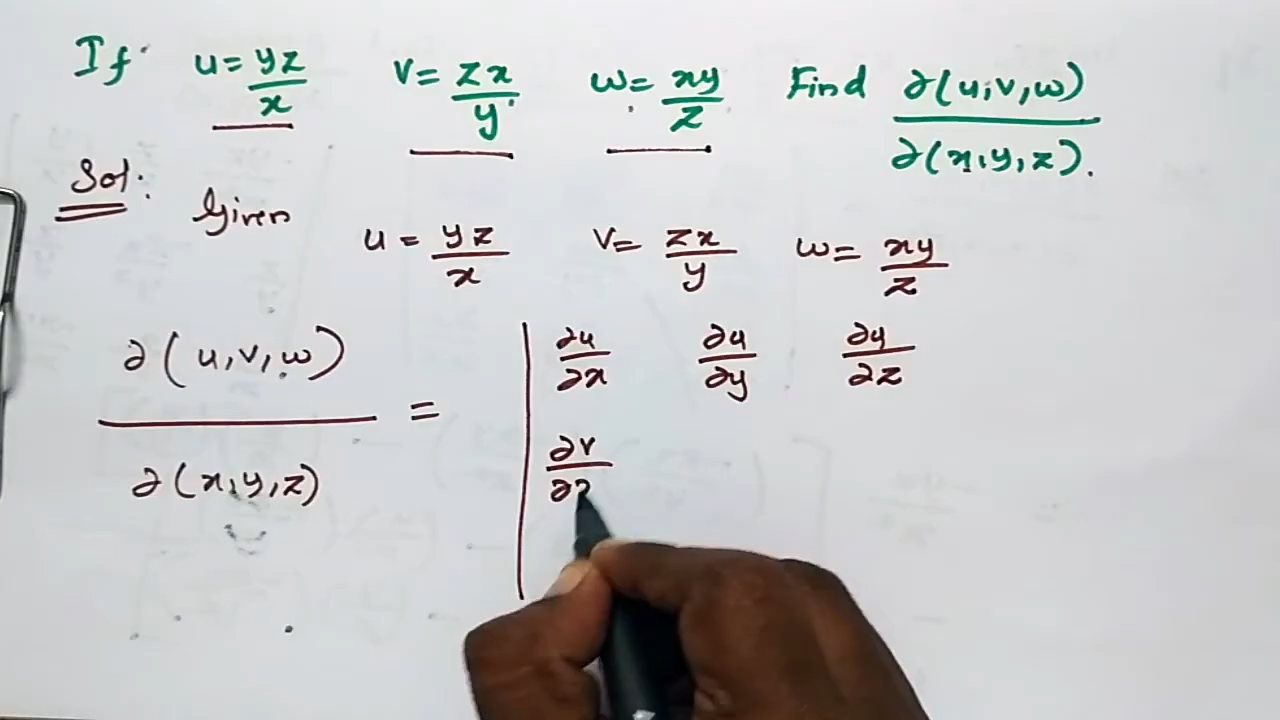 If u = yz/x v = zx/y w = xy/z Find ∂(u,v,w)/∂(x,y,z).
Sol: Given
u = yz/x v = zx/y w = xy/z
∂(u,v,w)/∂(x,y,z) = | ∂u/∂x ∂u/∂y ∂u/∂z
∂v/∂